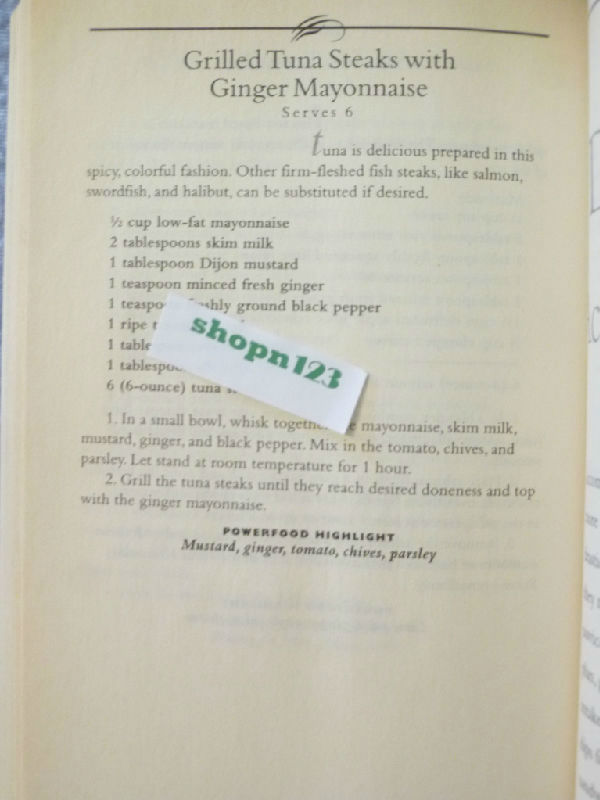 Grilled Tuna Steaks with
Ginger Mayonnaise
Serves 6
tuna is delicious prepared in this
spicy, colorful fashion. Other firm-fleshed fish steaks, like salmon,
swordfish, and halibut, can be substituted if desired.
½ cup low-fat mayonnaise
2 tablespoons skim milk
1 tablespoon Dijon mustard
1 teaspoon minced fresh ginger
1 ground black pepper
1 ripe
1
1
6 (6-ounce) tuna
shopn123
1. In a small bowl, whisk mayonnaise, skim milk,
mustard, ginger, and black pepper. Mix in the tomato, chives, and
parsley. Let stand at room temperature for 1 hour.
2. Grill the tuna steaks until they reach desired doneness and top
with the ginger mayonnaise.
POWERFOOD HIGHLIGHT
Mustard, ginger, tomato, chives, parsley